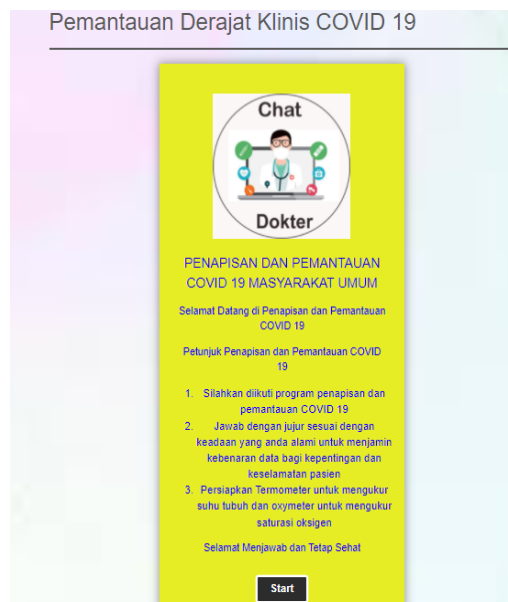 Pemantauan Derajat Klinis COVID 19
Chat
Dokter
PENAPISAN DAN PEMANTAUAN
COVID 19 MASYARAKAT UMUM
Selamat Datang di Penapisan dan Pemantauan
COVID 19
Petunjuk Penapisan dan Pemantauan COVID
19
1. Silahkan diikuti program penapisan dan
pemantauan COVID 19
2. Jawab dengan jujur sesuai dengan
keadaan yang anda alami untuk menjamin
kebenaran data bagi kepentingan dan
keselamatan pasien
3. Persiapkan Termometer untuk mengukur
suhu tubuh dan oxymeter untuk mengukur
saturasi oksigen
Selamat Menjawab dan Tetap Sehat
Start